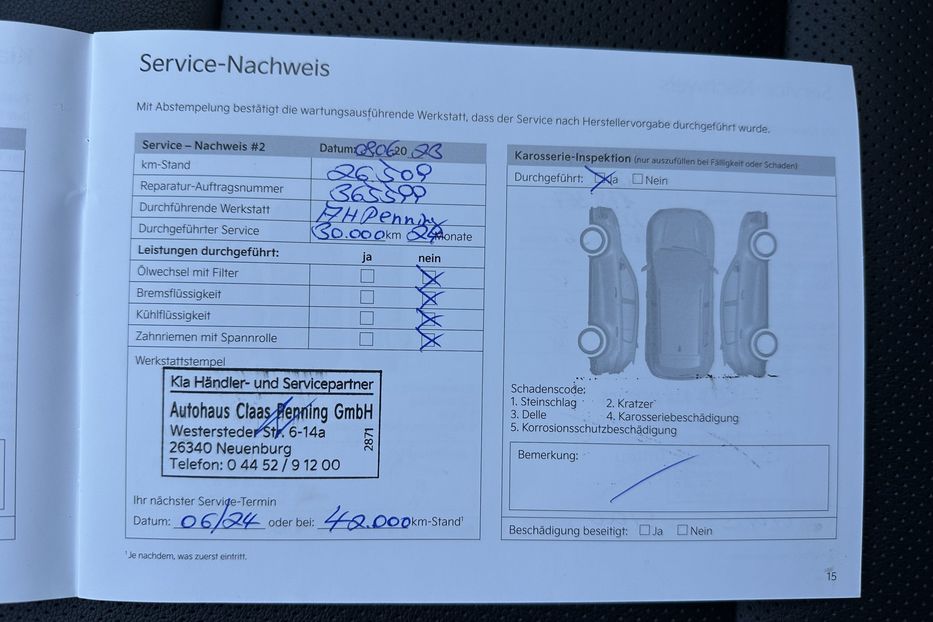 Service-Nachweis
Mit Abstempelung bestätigt die wartungsausführende Werkstatt, dass der Service nach Herstellervorgabe durchgeführt wurde.
Service – Nachweis #2 Datum: 0806 20 23
km-Stand 26 509
Reparatur-Auftragsnummer 365599
Durchführende Werkstatt AH Penning
Durchgeführter Service 30.000 km 24 Monate
Leistungen durchgeführt: ja nein
Ölwechsel mit Filter
Bremsflüssigkeit
Kühlflüssigkeit
Zahnriemen mit Spannrolle
Werkstattstempel
Kia Händler- und Servicepartner
Autohaus Claas Penning GmbH
Westersteder Str. 6-14a
26340 Neuenburg
Telefon: 0 44 52 / 9 12 00
2871
Ihr nächster Service-Termin
Datum: 06/24 oder bei: 42.000 km-Stand¹
¹Je nachdem, was zuerst eintritt.
Karosserie-Inspektion (nur auszufüllen bei Fälligkeit oder Schaden)
Durchgeführt: Ja Nein
Schadenscode:
1. Steinschlag 2. Kratzer
3. Delle 4. Karosseriebeschädigung
5. Korrosionsschutzbeschädigung
Bemerkung:
Beschädigung beseitigt: Ja Nein
15